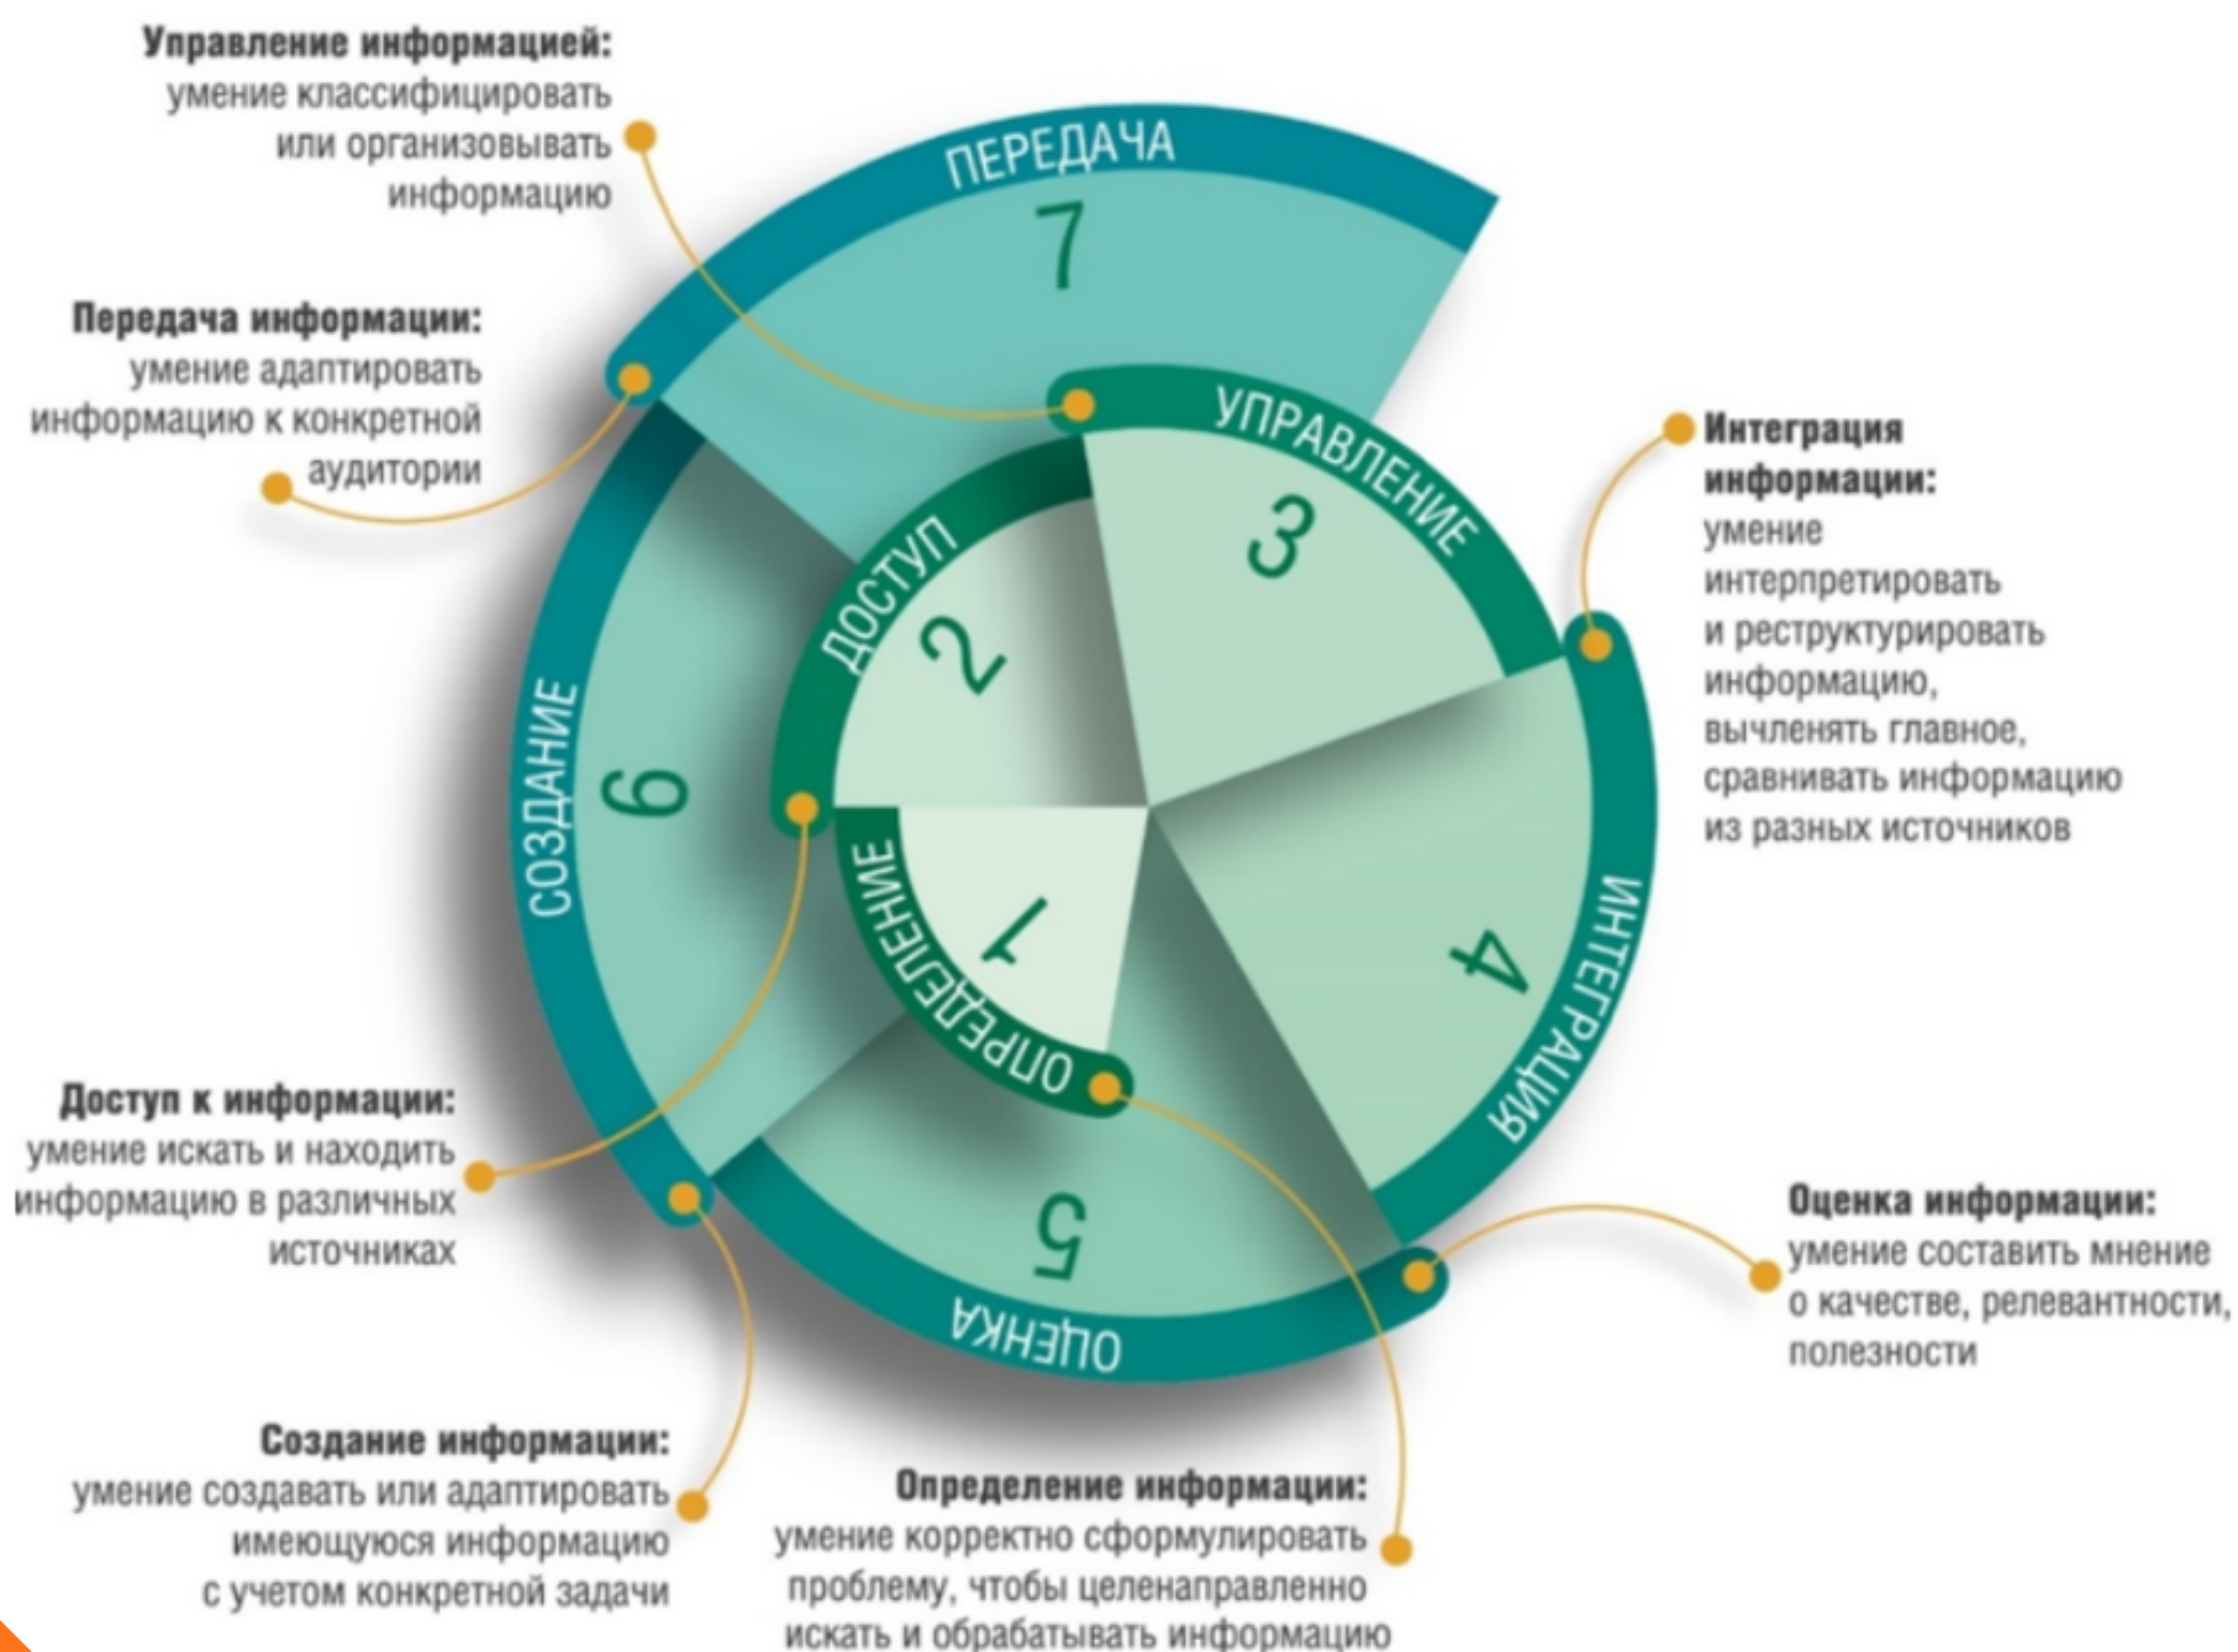 Управление информацией:
умение классифицировать
или организовывать
информацию
Передача информации:
умение адаптировать
информацию к конкретной
аудитории
Доступ к информации:
умение искать и находить
информацию в различных
источниках
Создание информации:
умение создавать или адаптировать
имеющуюся информацию
с учетом конкретной задачи
Определение информации:
умение корректно сформулировать
проблему, чтобы целенаправленно
искать и обрабатывать информацию
Интеграция
информации:
умение
интерпретировать
и реструктурировать
информацию,
вычленять главное,
сравнивать информацию
из разных источников
Оценка информации:
умение составить мнение
о качестве, релевантности,
полезности
ОПРЕДЕЛЕНИЕ
1
ДОСТУП
2
УПРАВЛЕНИЕ
3
ИНТЕГРАЦИЯ
4
ОЦЕНКА
5
СОЗДАНИЕ
6
ПЕРЕДАЧА
7